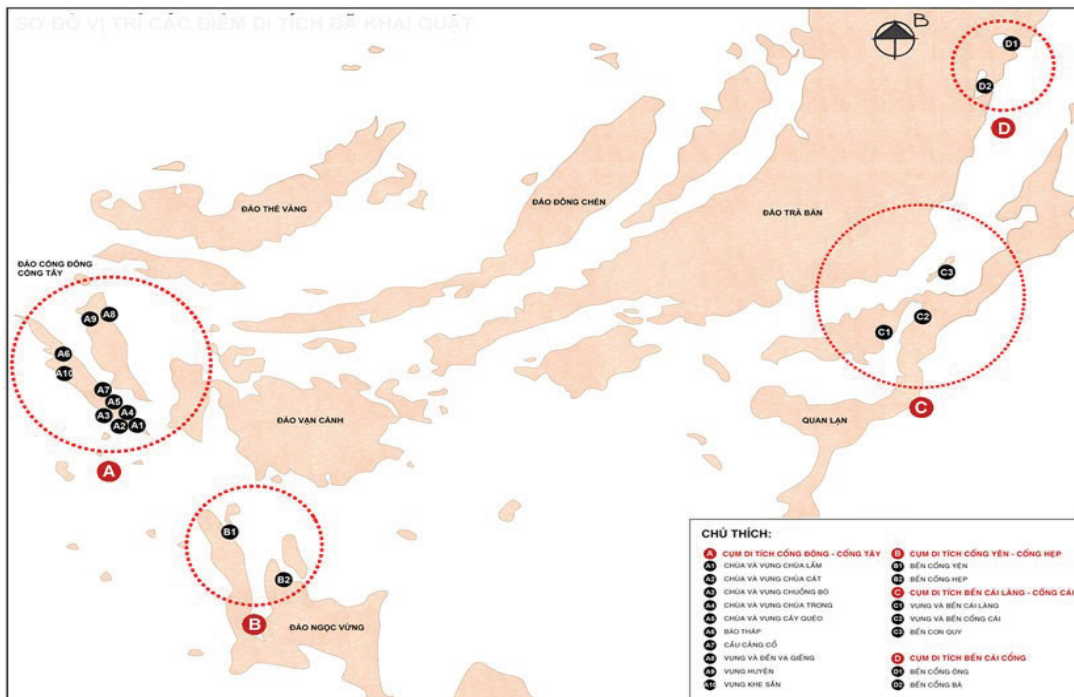 SƠ ĐỒ VỊ TRÍ CÁC ĐIỂM DI TÍCH ĐÃ KHAI QUẬT
B
D1
D2
D
ĐẢO THẺ VÀNG
ĐẢO ĐÔNG CHÉN
ĐẢO TRÀ BẢN
ĐẢO CỐNG ĐÔNG
CỐNG TÂY
C3
A9
A8
C2
C1
A6
A10
A7
A5
A3
A4
A2
A1
ĐẢO VẠN CẢNH
QUAN LẠN
C
A
B1
B2
B
ĐẢO NGỌC VỪNG
CHÚ THÍCH:
A CỤM DI TÍCH CỐNG ĐÔNG - CỐNG TÂY
A1 CHÙA VÀ VỤNG CHÙA LẤM
A2 CHÙA VÀ VỤNG CHÙA CÁT
A3 CHÙA VÀ VỤNG CHUỒNG BÒ
A4 CHÙA VÀ VỤNG CHÙA TRONG
A5 CHÙA VÀ VỤNG CÂY QUÉO
A6 BẢO THÁP
A7 CẦU CẢNG CỔ
A8 VỤNG VÀ ĐỀN VẠ GIẾNG
A9 VỤNG HUYỆN
A10 VỤNG KHE SẮN
B CỤM DI TÍCH CỐNG YÊN - CỐNG HẸP
B1 BẾN CỐNG YÊN
B2 BẾN CỐNG HẸP
C CỤM DI TÍCH BẾN CÁI LÀNG - CỐNG CÁI
C1 VỤNG VÀ BẾN CÁI LÀNG
C2 VỤNG VÀ BẾN CỐNG CÁI
C3 BẾN CON QUY
D CỤM DI TÍCH BẾN CÁI CỔNG
D1 BẾN CỐNG ÔNG
D2 BẾN CỐNG BÀ